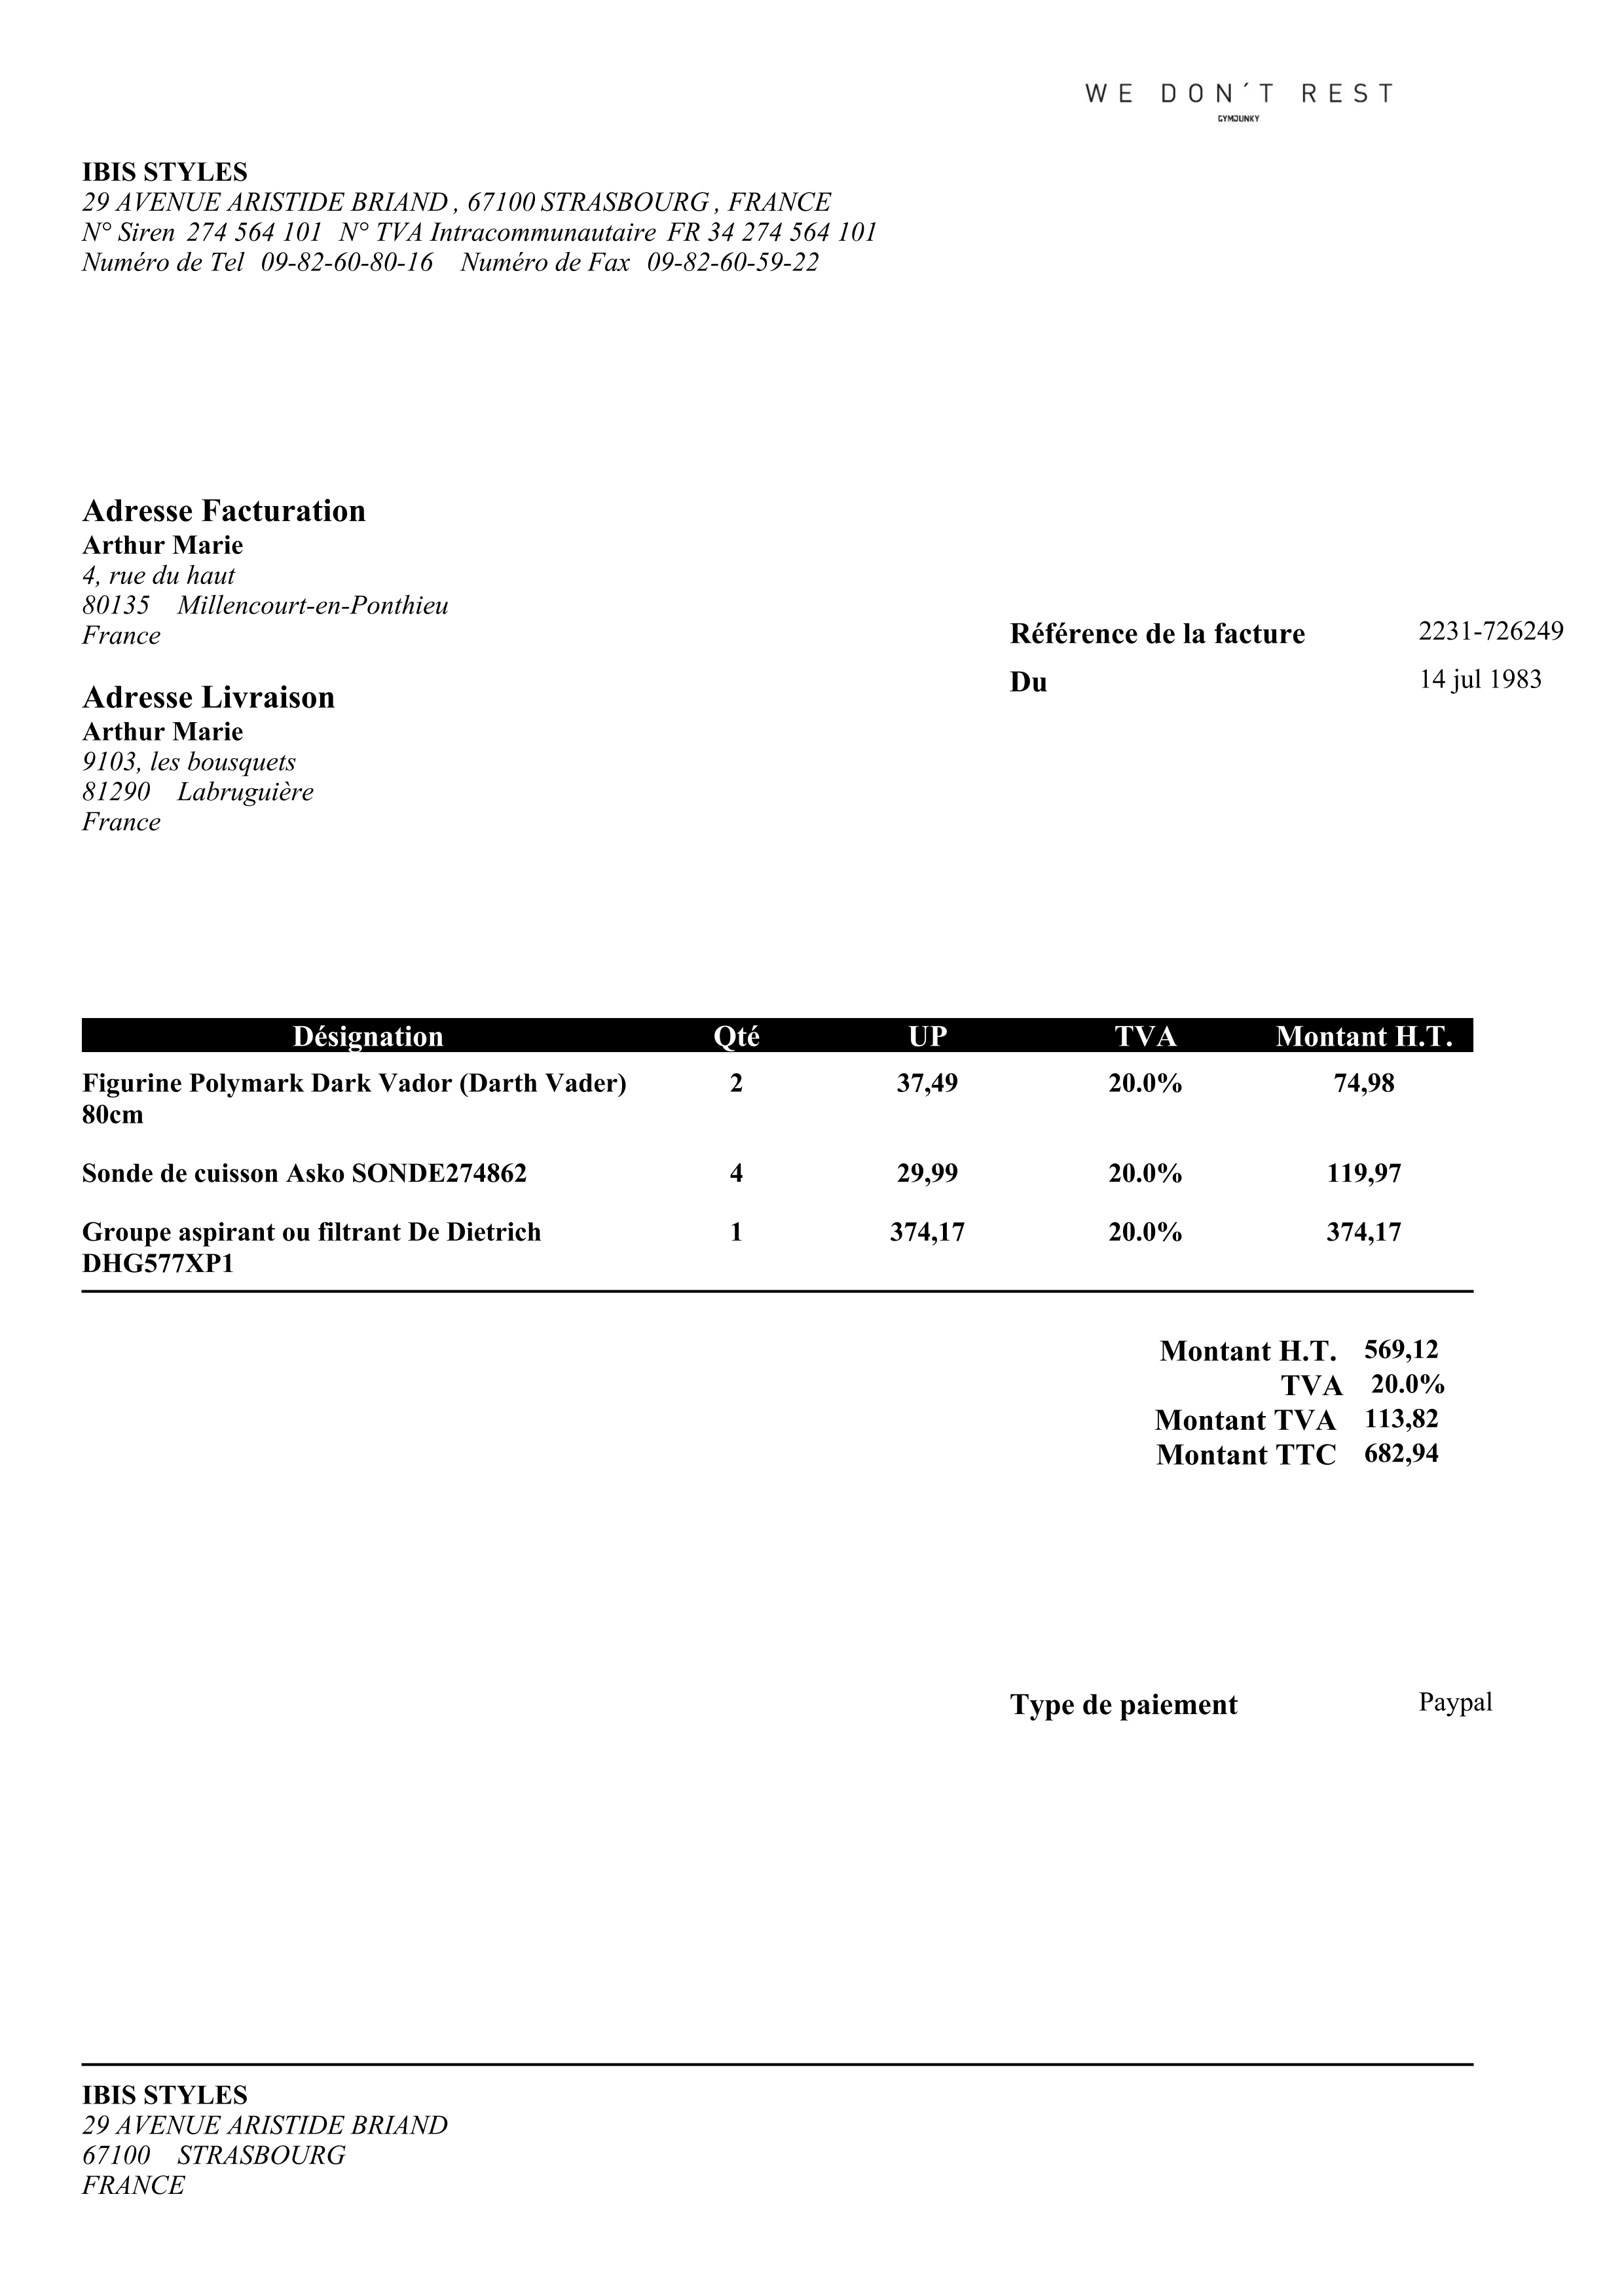 WE DON´T REST
GYMJUNKY
IBIS STYLES
29 AVENUE ARISTIDE BRIAND , 67100 STRASBOURG , FRANCE
N° Siren 274 564 101 N° TVA Intracommunautaire FR 34 274 564 101
Numéro de Tel 09-82-60-80-16 Numéro de Fax 09-82-60-59-22
Adresse Facturation
Arthur Marie
4, rue du haut
80135 Millencourt-en-Ponthieu
France
Référence de la facture 2231-726249
Du 14 jul 1983
Adresse Livraison
Arthur Marie
9103, les bousquets
81290 Labruguière
France
Désignation Qté UP TVA Montant H.T.
Figurine Polymark Dark Vador (Darth Vader) 2 37,49 20.0% 74,98
80cm
Sonde de cuisson Asko SONDE274862 4 29,99 20.0% 119,97
Groupe aspirant ou filtrant De Dietrich 1 374,17 20.0% 374,17
DHG577XP1
Montant H.T. 569,12
TVA 20.0%
Montant TVA 113,82
Montant TTC 682,94
Type de paiement Paypal
IBIS STYLES
29 AVENUE ARISTIDE BRIAND
67100 STRASBOURG
FRANCE